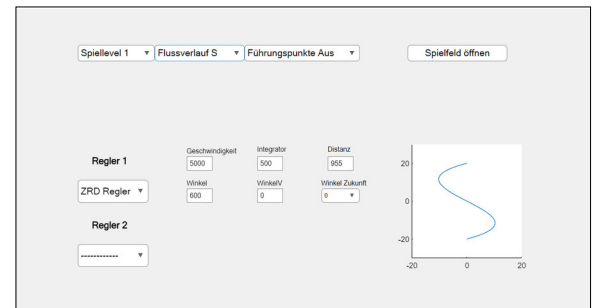 Spiellevel 1 Flussverlauf S Führungspunkte Aus Spielfeld öffnen
Geschwindigkeit Integrator Distanz
Regler 1 5000 500 955
Winkel WinkelV Winkel Zukunft
ZRD Regler 600 0 0
Regler 2
------------
20
0
-20
-20 0 20